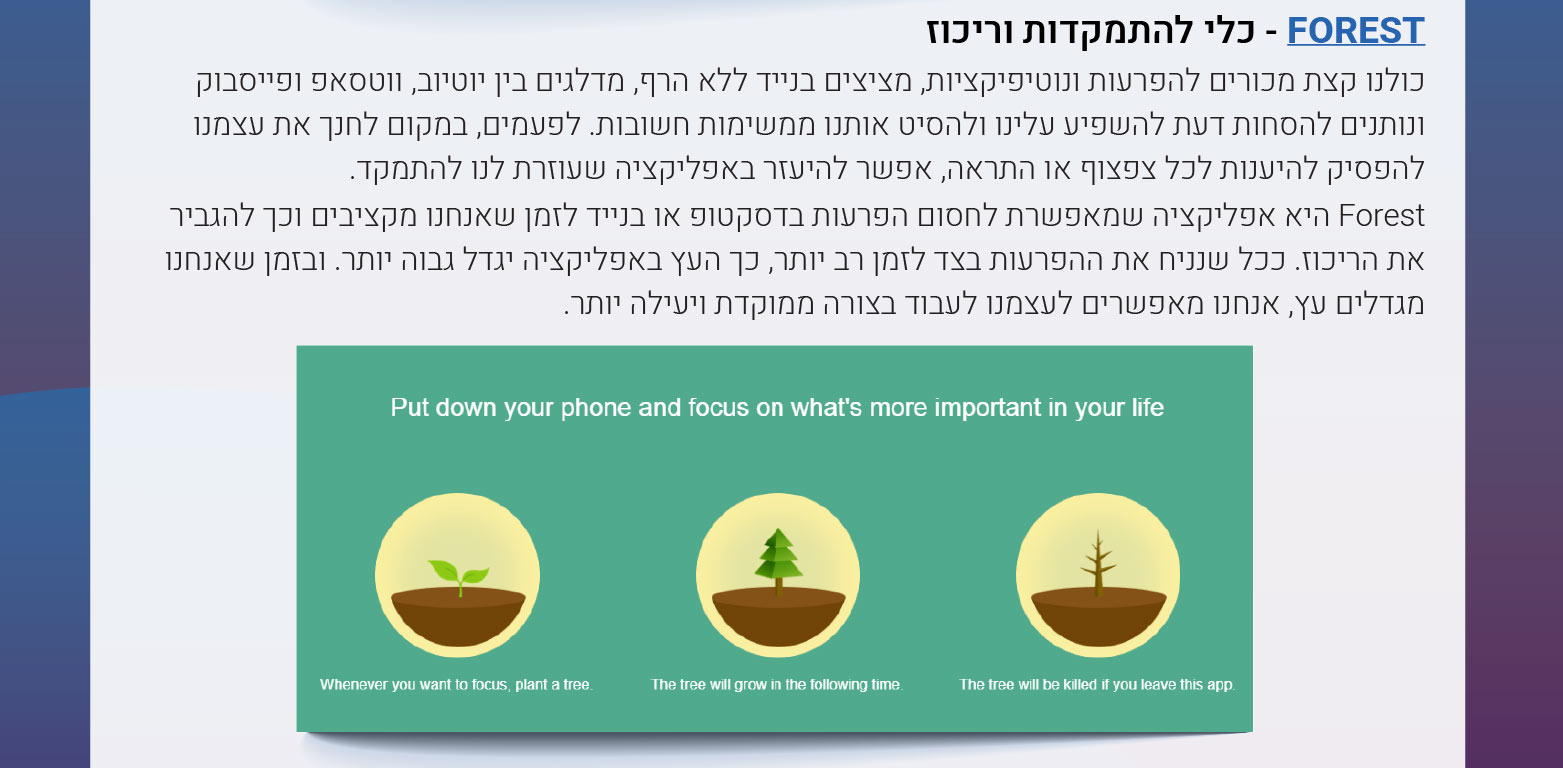 FOREST - כלי להתמקדות וריכוז
כולנו קצת מכורים להפרעות ונוטיפיקציות, מציצים בנייד ללא הרף, מדלגים בין יוטיוב, ווטסאפ ופייסבוק
ונותנים להסחות דעת להשפיע עלינו ולהסיט אותנו ממשימות חשובות. לפעמים, במקום לחנך את עצמנו
להפסיק להיענות לכל צפצוף או התראה, אפשר להיעזר באפליקציה שעוזרת לנו להתמקד.
Forest היא אפליקציה שמאפשרת לחסום הפרעות בדסקטופ או בנייד לזמן שאנחנו מקציבים וכך להגביר
את הריכוז. ככל שנניח את ההפרעות בצד לזמן רב יותר, כך העץ באפליקציה יגדל גבוה יותר. ובזמן שאנחנו
מגדלים עץ, אנחנו מאפשרים לעצמנו לעבוד בצורה ממוקדת ויעילה יותר.
Put down your phone and focus on what's more important in your life
Whenever you want to focus, plant a tree.
The tree will grow in the following time.
The tree will be killed if you leave this app.